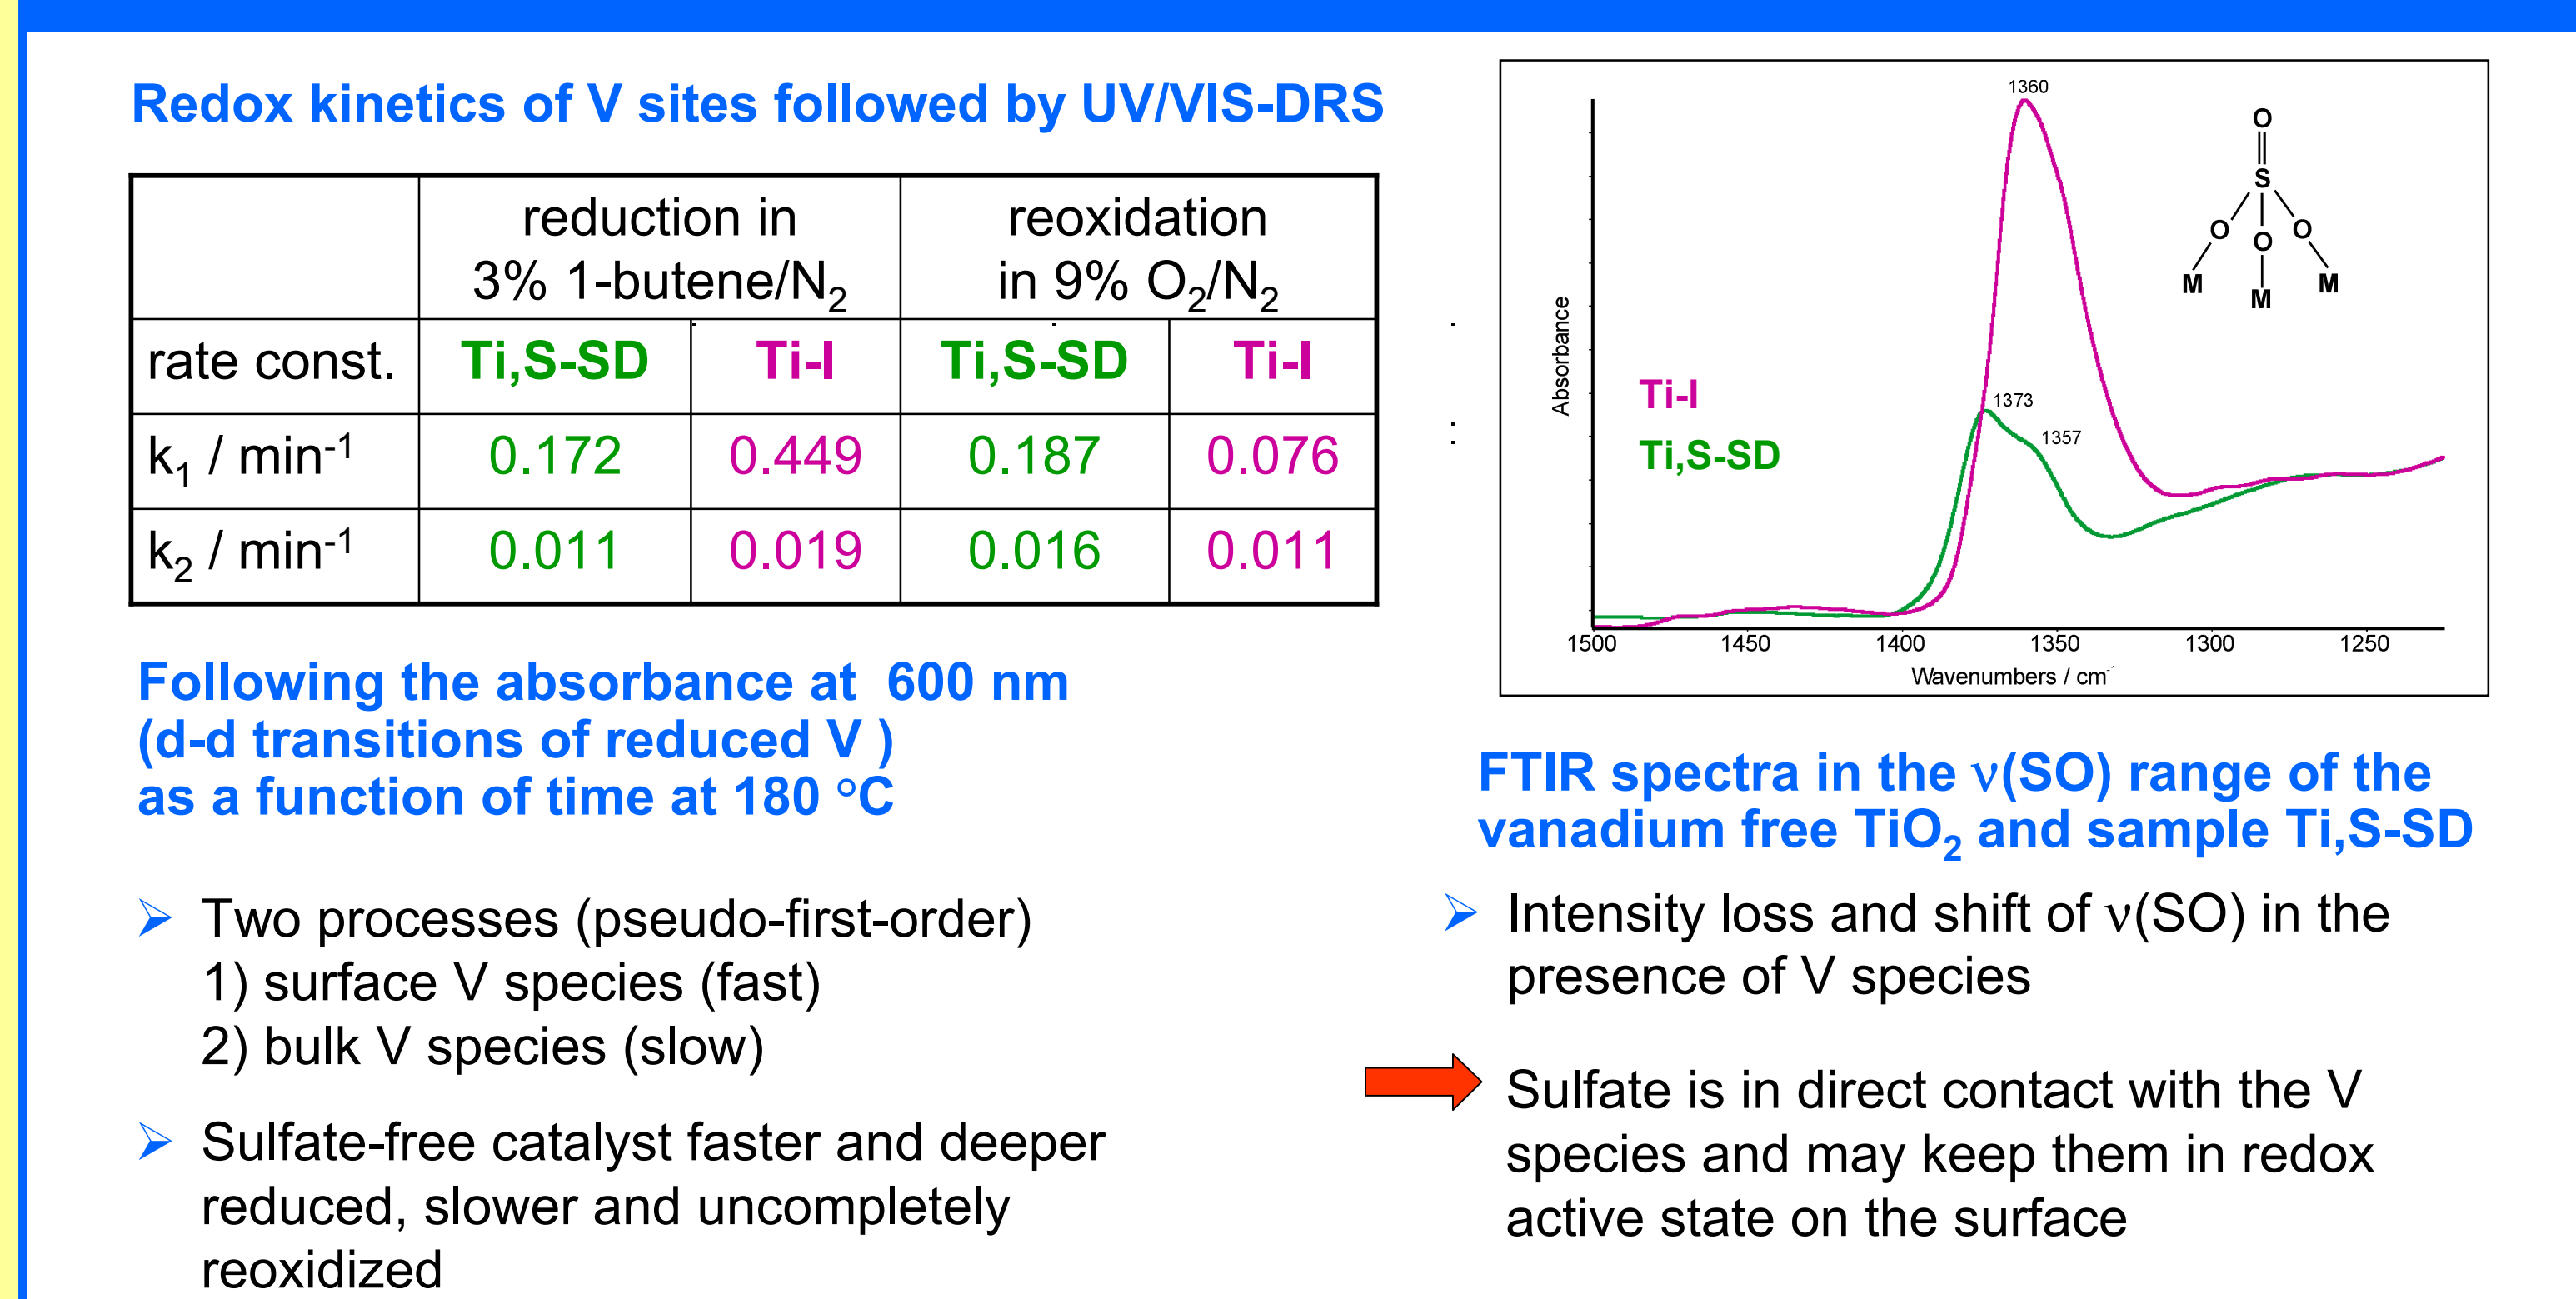 Redox kinetics of V sites followed by UV/VIS-DRS
reduction in
3% 1-butene/N₂
reoxidation
in 9% O₂/N₂
rate const. Ti,S-SD Ti-I Ti,S-SD Ti-I
k₁ / min⁻¹ 0.172 0.449 0.187 0.076
k₂ / min⁻¹ 0.011 0.019 0.016 0.011
Following the absorbance at 600 nm
(d-d transitions of reduced V )
as a function of time at 180 °C
➢ Two processes (pseudo-first-order)
1) surface V species (fast)
2) bulk V species (slow)
➢ Sulfate-free catalyst faster and deeper
reduced, slower and uncompletely
reoxidized
1360
O
S
O O O
M M M
Absorbance
Ti-I
Ti,S-SD
1373
1357
1500 1450 1400 1350 1300 1250
Wavenumbers / cm⁻¹
FTIR spectra in the ν(SO) range of the
vanadium free TiO₂ and sample Ti,S-SD
➢ Intensity loss and shift of ν(SO) in the
presence of V species
Sulfate is in direct contact with the V
species and may keep them in redox
active state on the surface